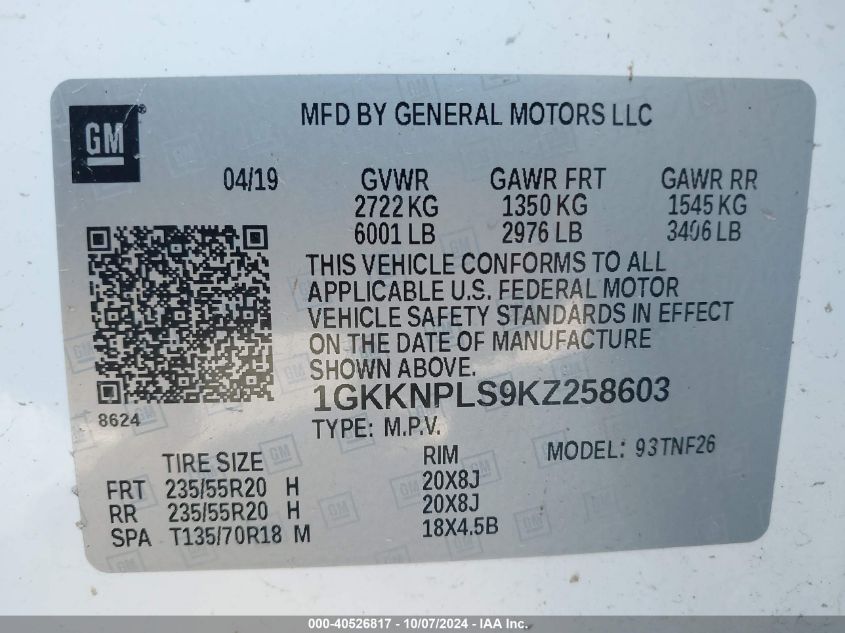 GM
MFD BY GENERAL MOTORS LLC
04/19 GVWR GAWR FRT GAWR RR
2722 KG 1350 KG 1545 KG
6001 LB 2976 LB 3406 LB
THIS VEHICLE CONFORMS TO ALL
APPLICABLE U.S. FEDERAL MOTOR
VEHICLE SAFETY STANDARDS IN EFFECT
ON THE DATE OF MANUFACTURE
SHOWN ABOVE.
1GKKNPLS9KZ258603
8624
TYPE: M.P.V.
MODEL: 93TNF26
TIRE SIZE RIM
FRT 235/55R20 H 20X8J
RR 235/55R20 H 20X8J
SPA T135/70R18 M 18X4.5B
000-40526817 - 10/07/2024 - IAA Inc.